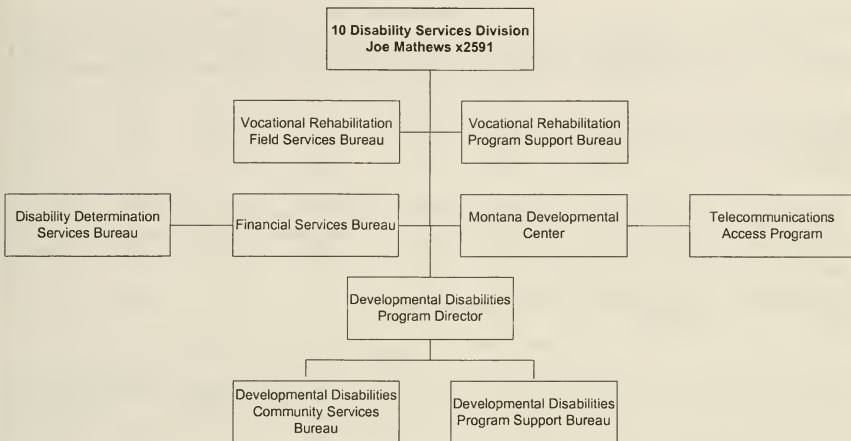 10 Disability Services Division
Joe Mathews x2591
Vocational Rehabilitation
Field Services Bureau
Vocational Rehabilitation
Program Support Bureau
Disability Determination
Services Bureau
Financial Services Bureau
Montana Developmental
Center
Telecommunications
Access Program
Developmental Disabilities
Program Director
Developmental Disabilities
Community Services
Bureau
Developmental Disabilities
Program Support Bureau